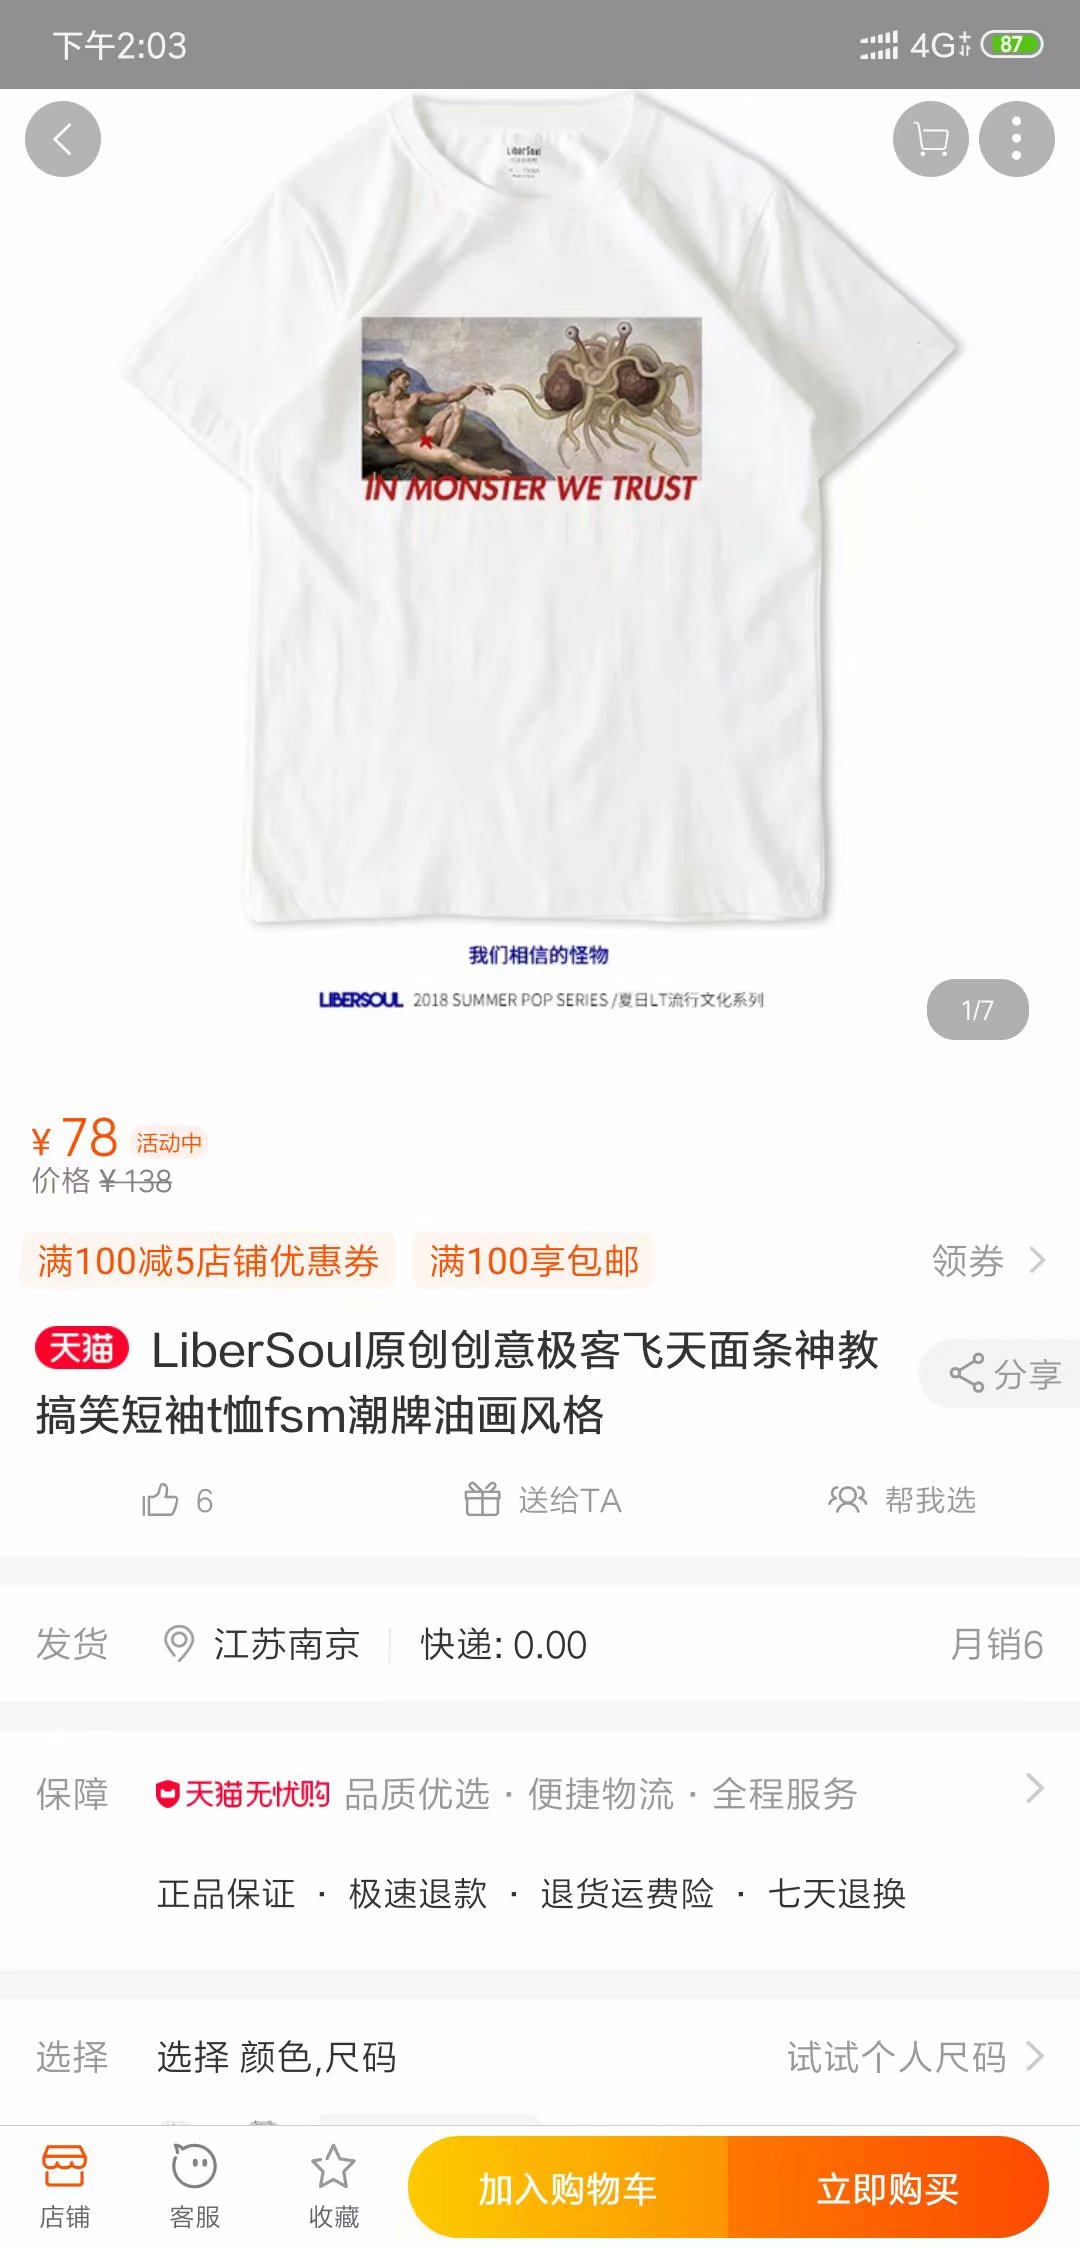 下午2:03
4G
87
LiberSoul
IN MONSTER WE TRUST
我们相信的怪物
LIBERSOUL 2018 SUMMER POP SERIES /夏日LT流行文化系列
1/7
¥ 78 活动中
价格 ¥ 138
满100减5店铺优惠券 满100享包邮 领券
天猫 LiberSoul原创创意极客飞天面条神教
搞笑短袖t恤fsm潮牌油画风格
分享
6 送给TA 帮我选
发货 江苏南京 快递: 0.00 月销6
保障 天猫无忧购 品质优选 · 便捷物流 · 全程服务
正品保证 · 极速退款 · 退货运费险 · 七天退换
选择 选择 颜色,尺码 试试个人尺码
店铺 客服 收藏 加入购物车 立即购买